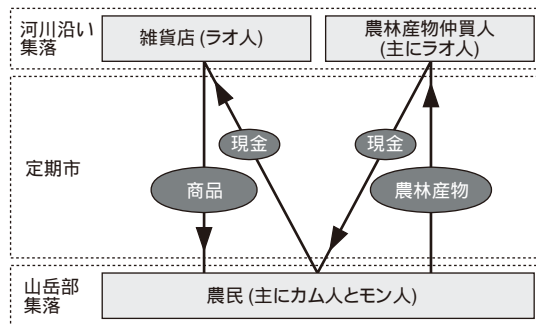 河川沿い
集落
雑貨店 (ラオ人)
農林産物仲買人
(主にラオ人)
定期市
現金
現金
商品
農林産物
山岳部
集落
農民 (主にカム人とモン人)